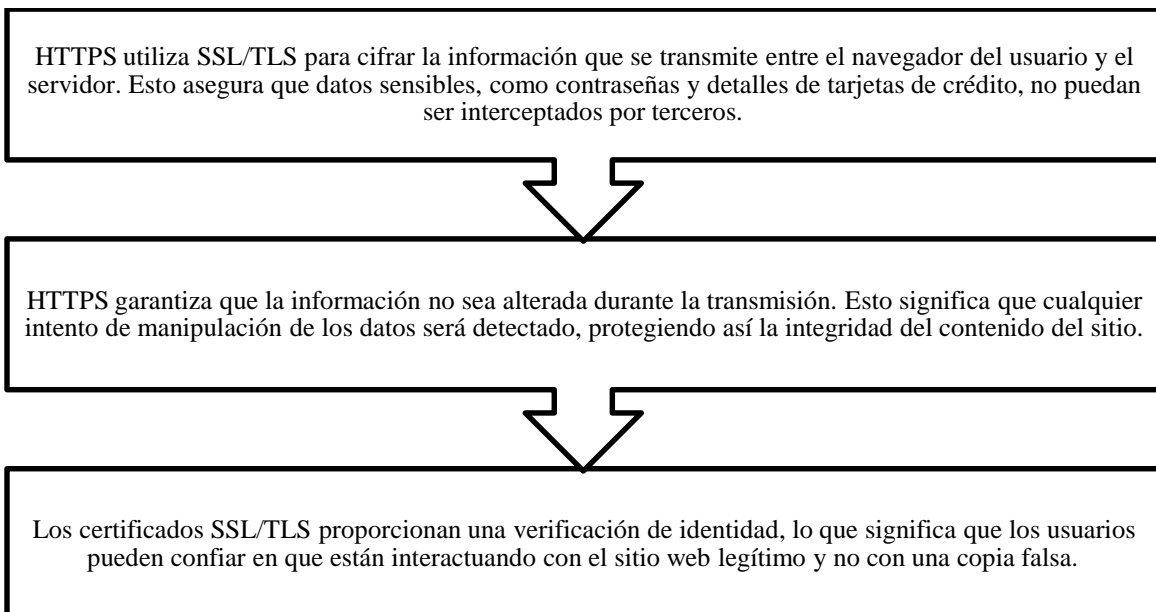 HTTPS utiliza SSL/TLS para cifrar la información que se transmite entre el navegador del usuario y el
servidor. Esto asegura que datos sensibles, como contraseñas y detalles de tarjetas de crédito, no puedan
ser interceptados por terceros.
HTTPS garantiza que la información no sea alterada durante la transmisión. Esto significa que cualquier
intento de manipulación de los datos será detectado, protegiendo así la integridad del contenido del sitio.
Los certificados SSL/TLS proporcionan una verificación de identidad, lo que significa que los usuarios
pueden confiar en que están interactuando con el sitio web legítimo y no con una copia falsa.